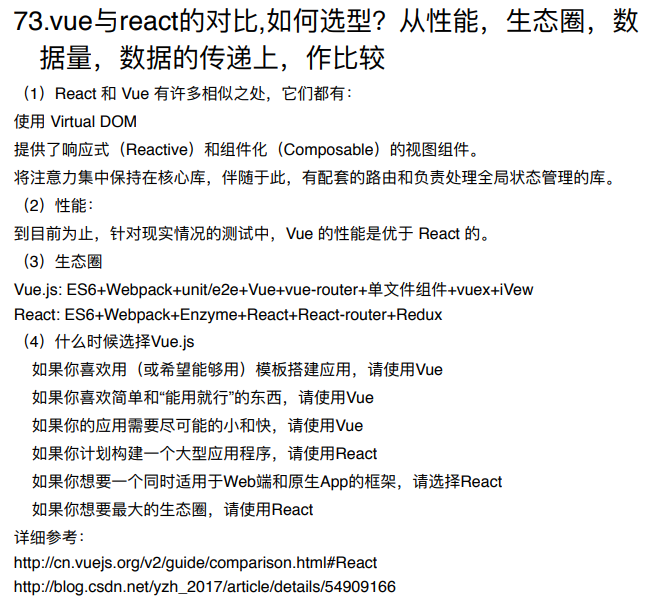 73.vue与react的对比,如何选型？从性能，生态圈，数
据量，数据的传递上，作比较
（1）React 和 Vue 有许多相似之处，它们都有：
使用 Virtual DOM
提供了响应式（Reactive）和组件化（Composable）的视图组件。
将注意力集中保持在核心库，伴随于此，有配套的路由和负责处理全局状态管理的库。
（2）性能：
到目前为止，针对现实情况的测试中，Vue 的性能是优于 React 的。
（3）生态圈
Vue.js: ES6+Webpack+unit/e2e+Vue+vue-router+单文件组件+vuex+iVew
React: ES6+Webpack+Enzyme+React+React-router+Redux
（4）什么时候选择Vue.js
如果你喜欢用（或希望能够用）模板搭建应用，请使用Vue
如果你喜欢简单和“能用就行”的东西，请使用Vue
如果你的应用需要尽可能的小和快，请使用Vue
如果你计划构建一个大型应用程序，请使用React
如果你想要一个同时适用于Web端和原生App的框架，请选择React
如果你想要最大的生态圈，请使用React
详细参考：
http://cn.vuejs.org/v2/guide/comparison.html#React
http://blog.csdn.net/yzh_2017/article/details/54909166